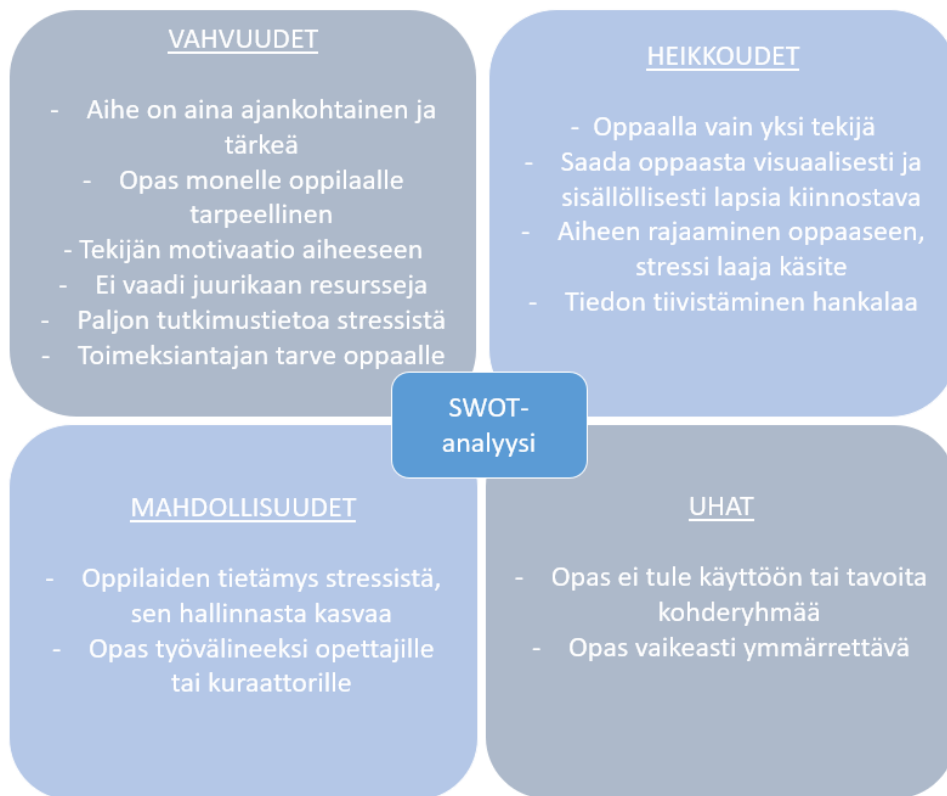 VAHVUUDET
- Aihe on aina ajankohtainen ja
tärkeä
- Opas monelle oppilaalle
tarpeellinen
- Tekijän motivaatio aiheeseen
- Ei vaadi juurikaan resursseja
- Paljon tutkimustietoa stressistä
- Toimeksiantajan tarve oppaalle
HEIKKOUDET
- Oppaalla vain yksi tekijä
- Saada oppaasta visuaalisesti ja
sisällöllisesti lapsia kiinnostava
- Aiheen rajaaminen oppaaseen,
stressi laaja käsite
- Tiedon tiivistäminen hankalaa
SWOT-
analyysi
MAHDOLLISUUDET
- Oppilaiden tietämys stressistä,
sen hallinnasta kasvaa
- Opas työvälineeksi opettajille
tai kuraattorille
UHAT
- Opas ei tule käyttöön tai tavoita
kohderyhmää
- Opas vaikeasti ymmärrettävä